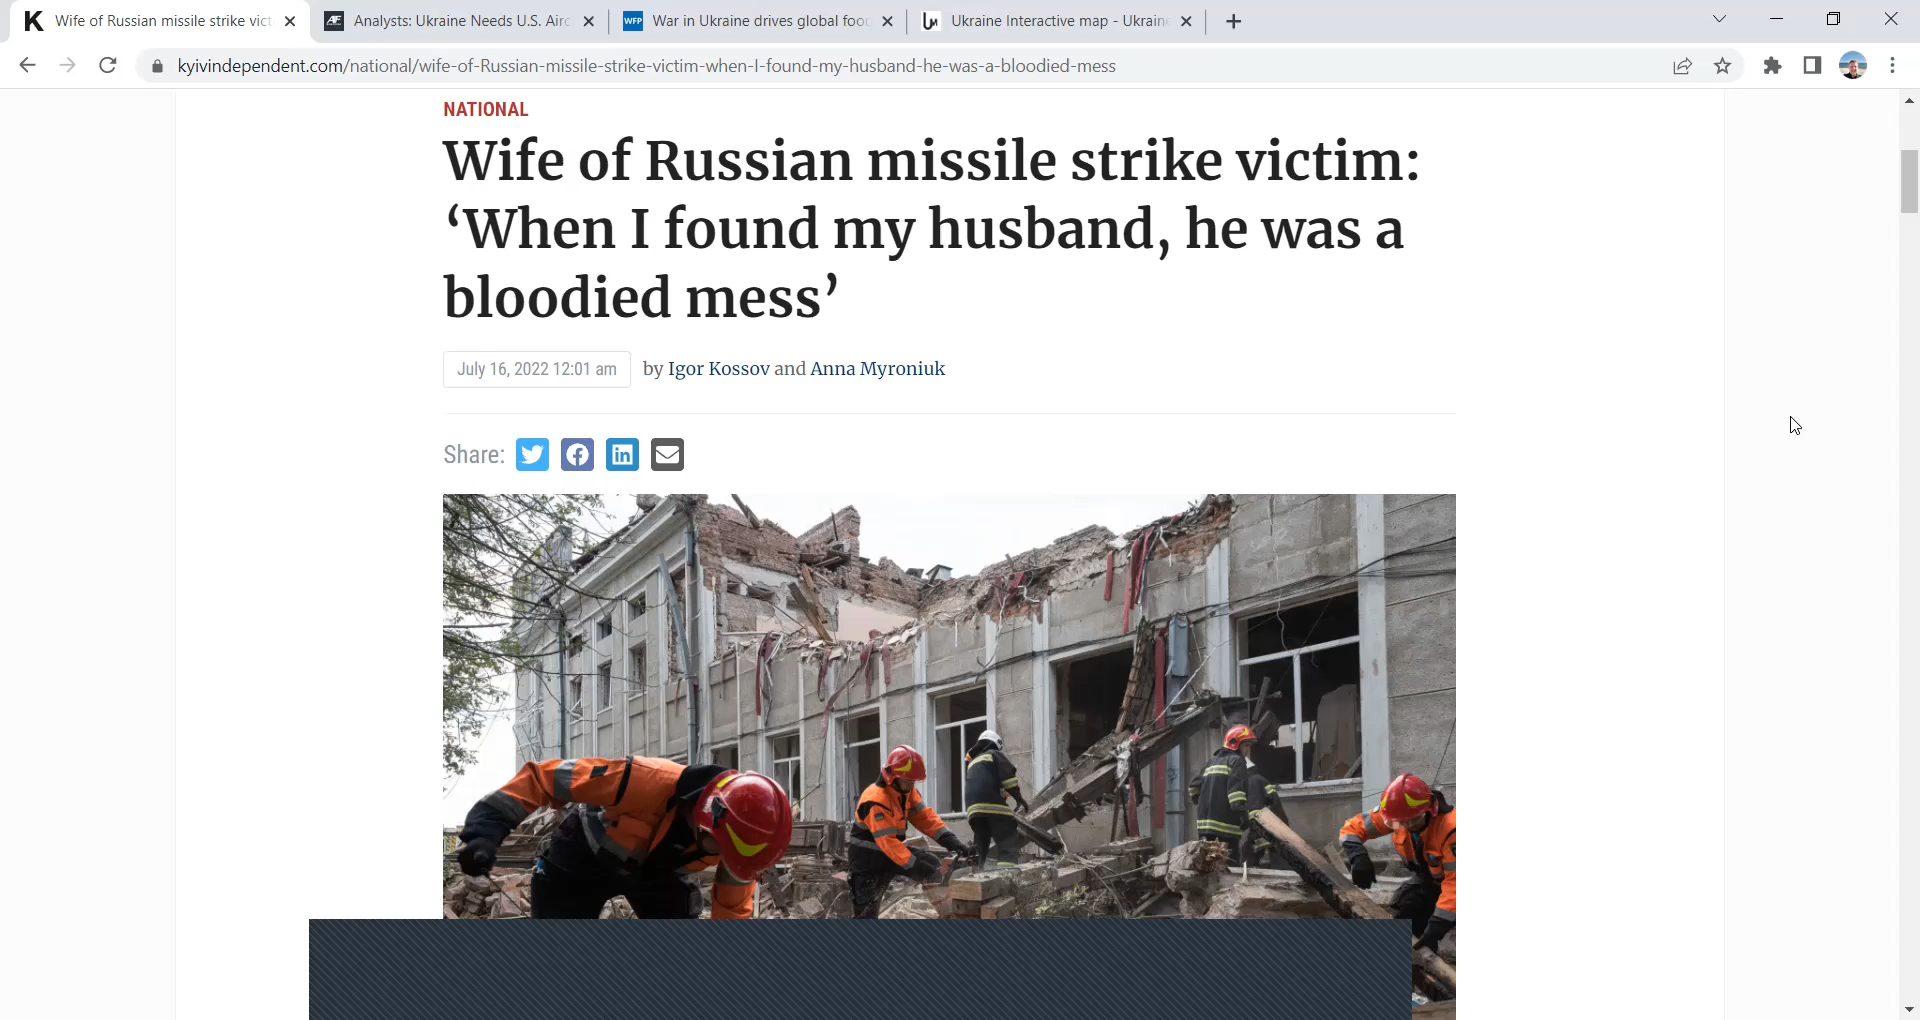 Wife of Russian missile strike vict
Analysts: Ukraine Needs U.S. Airc
WFP
War in Ukraine drives global food
Ukraine Interactive map - Ukraine
kyivindependent.com/national/wife-of-Russian-missile-strike-victim-when-I-found-my-husband-he-was-a-bloodied-mess
NATIONAL
Wife of Russian missile strike victim:
‘When I found my husband, he was a
bloodied mess’
July 16, 2022 12:01 am by Igor Kossov and Anna Myroniuk
Share: